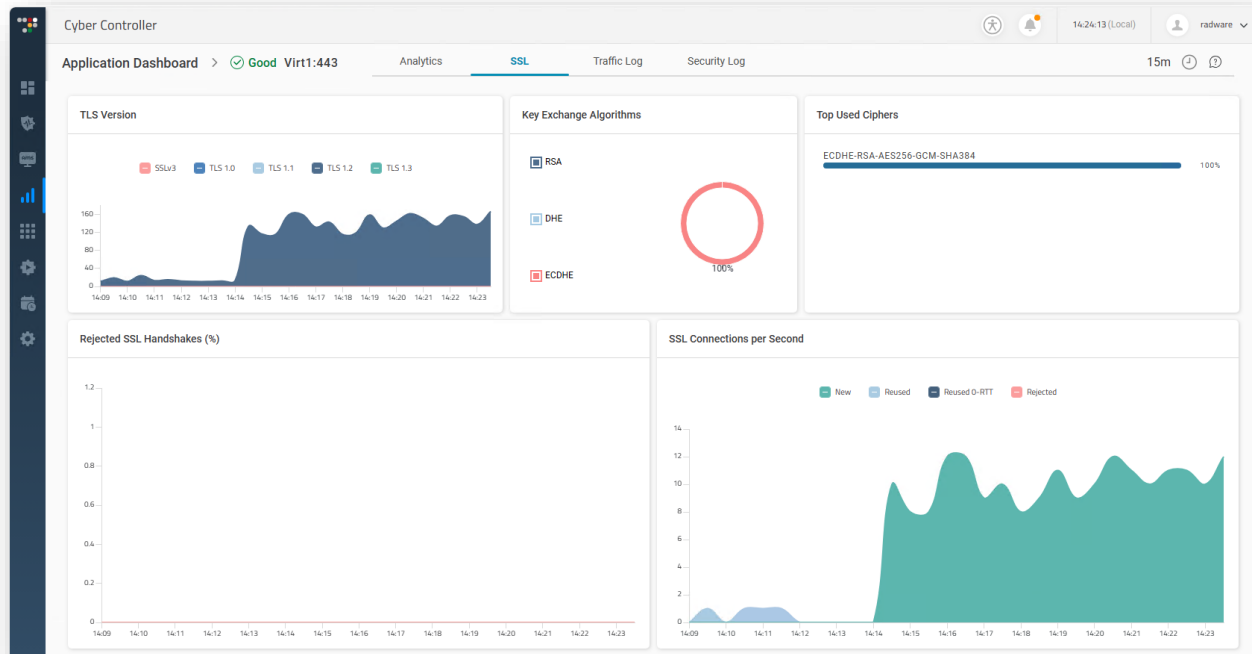 Cyber Controller
14:24:13 (Local)
radware
Application Dashboard > Good Virt1:443
Analytics
SSL
Traffic Log
Security Log
15m
TLS Version
SSLv3 TLS 1.0 TLS 1.1 TLS 1.2 TLS 1.3
160
120
80
40
0
14:09 14:10 14:11 14:12 14:13 14:14 14:15 14:16 14:17 14:18 14:19 14:20 14:21 14:22 14:23
Key Exchange Algorithms
RSA
DHE
ECDHE
100%
Top Used Ciphers
ECDHE-RSA-AES256-GCM-SHA384
100%
Rejected SSL Handshakes (%)
1.2
1
0.8
0.6
0.4
0.2
0
14:09 14:10 14:11 14:12 14:13 14:14 14:15 14:16 14:17 14:18 14:19 14:20 14:21 14:22 14:23
SSL Connections per Second
New Reused Reused 0-RTT Rejected
14
12
10
8
6
4
2
0
14:09 14:10 14:11 14:12 14:13 14:14 14:15 14:16 14:17 14:18 14:19 14:20 14:21 14:22 14:23